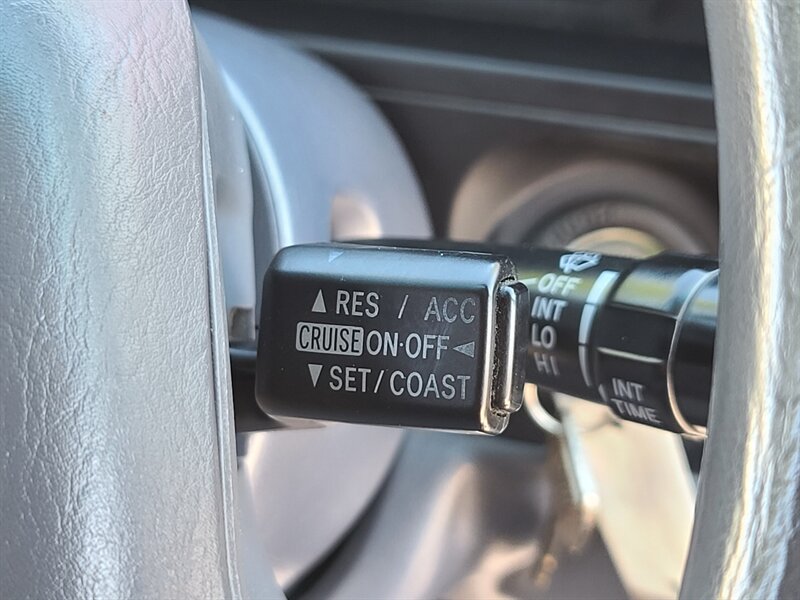 ▲ RES / ACC
CRUISE ON·OFF ◀
▼ SET/COAST
OFF
INT
LO
HI
INT
TIME